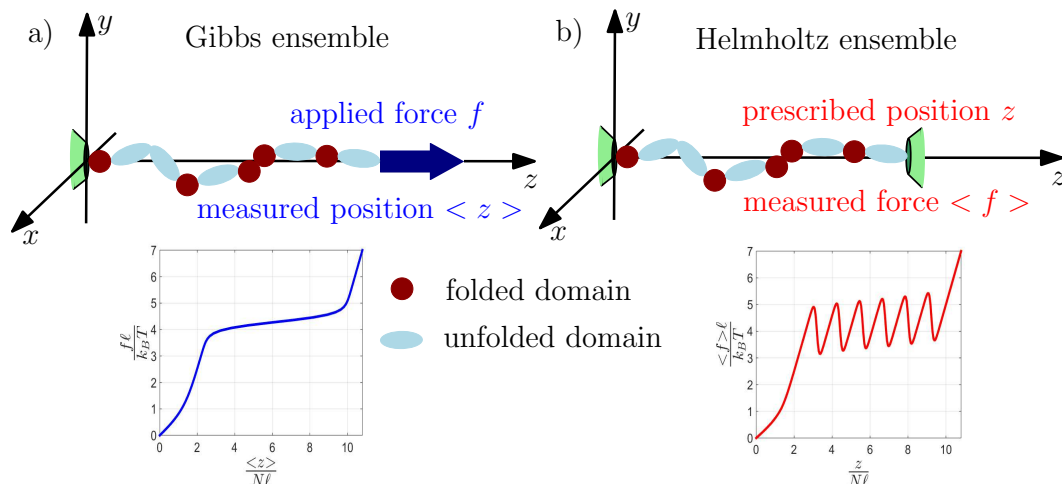 a)
Gibbs ensemble
y
applied force f
z
measured position < z >
x
7
6
5
4
3
2
1
0
0 2 4 6 8 10
fℓ
k_BT
<z>
Nℓ
folded domain
unfolded domain
b)
Helmholtz ensemble
y
prescribed position z
z
measured force < f >
x
7
6
5
4
3
2
1
0
0 2 4 6 8 10
<f>ℓ
k_BT
z
Nℓ